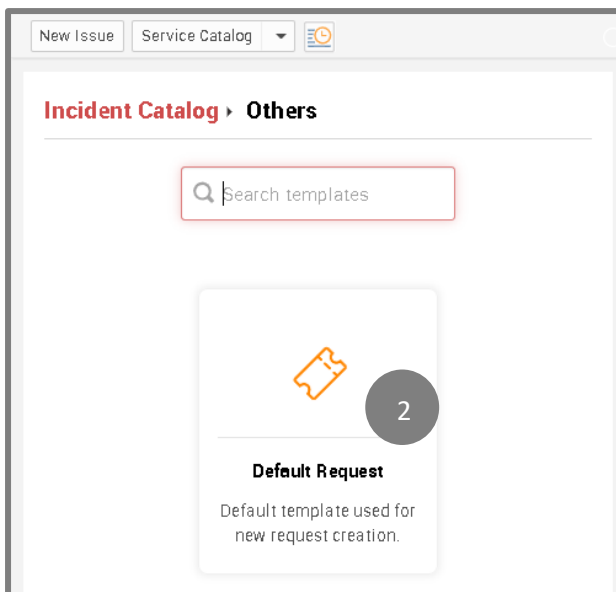 New Issue Service Catalog
Incident Catalog › Others
Search templates
2
Default Request
Default template used for
new request creation.